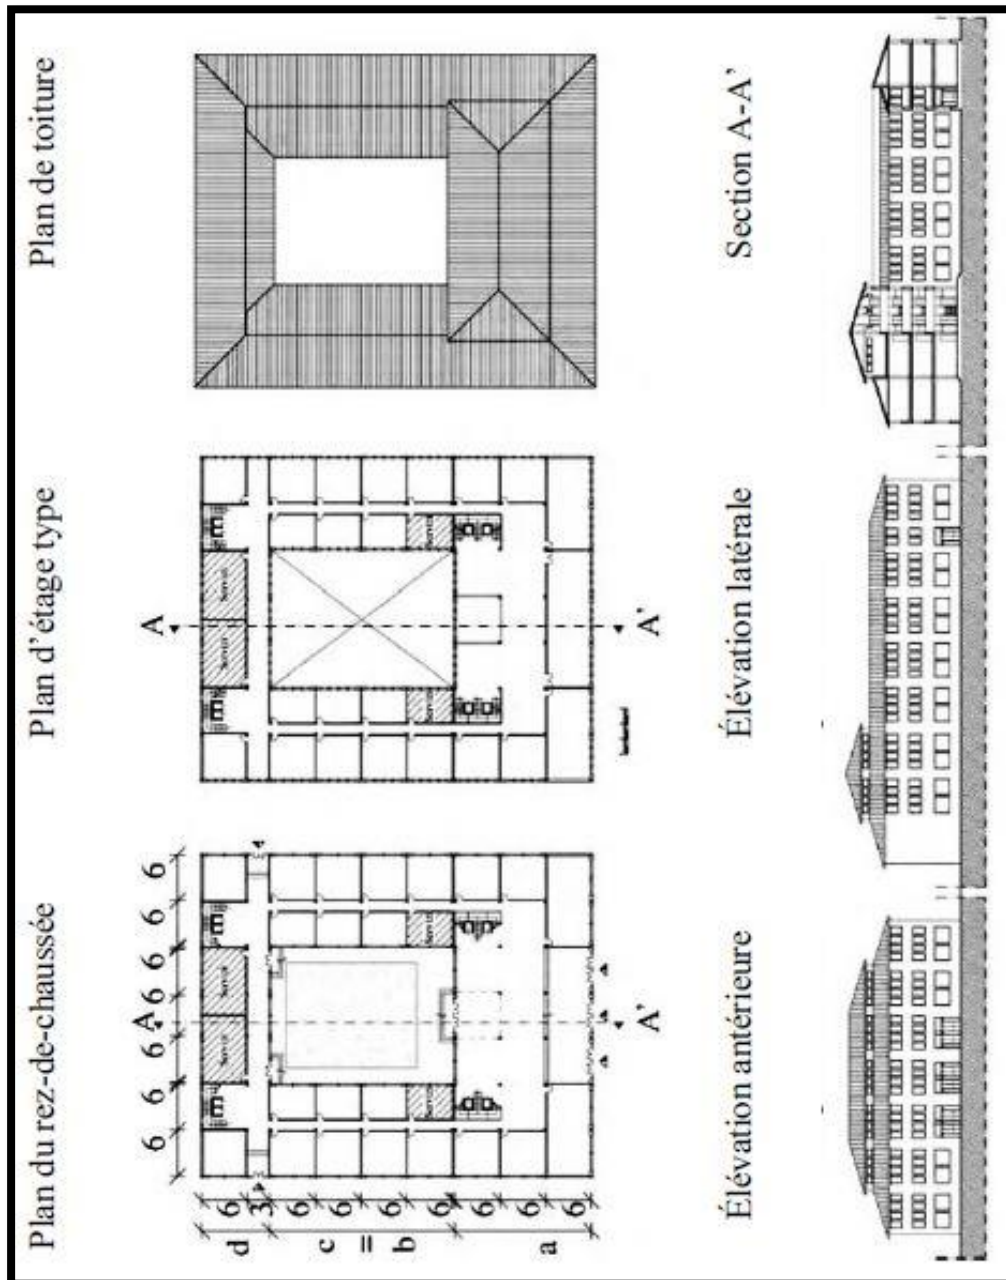 Plan du rez-de-chaussée
Plan d'étage type
Plan de toiture
6 6 6 6 6 6 6
A
A
d
c = b
a
6
3
6
6
6
6
6
6
6
A'
A'
Élévation antérieure
Élévation latérale
Section A-A'